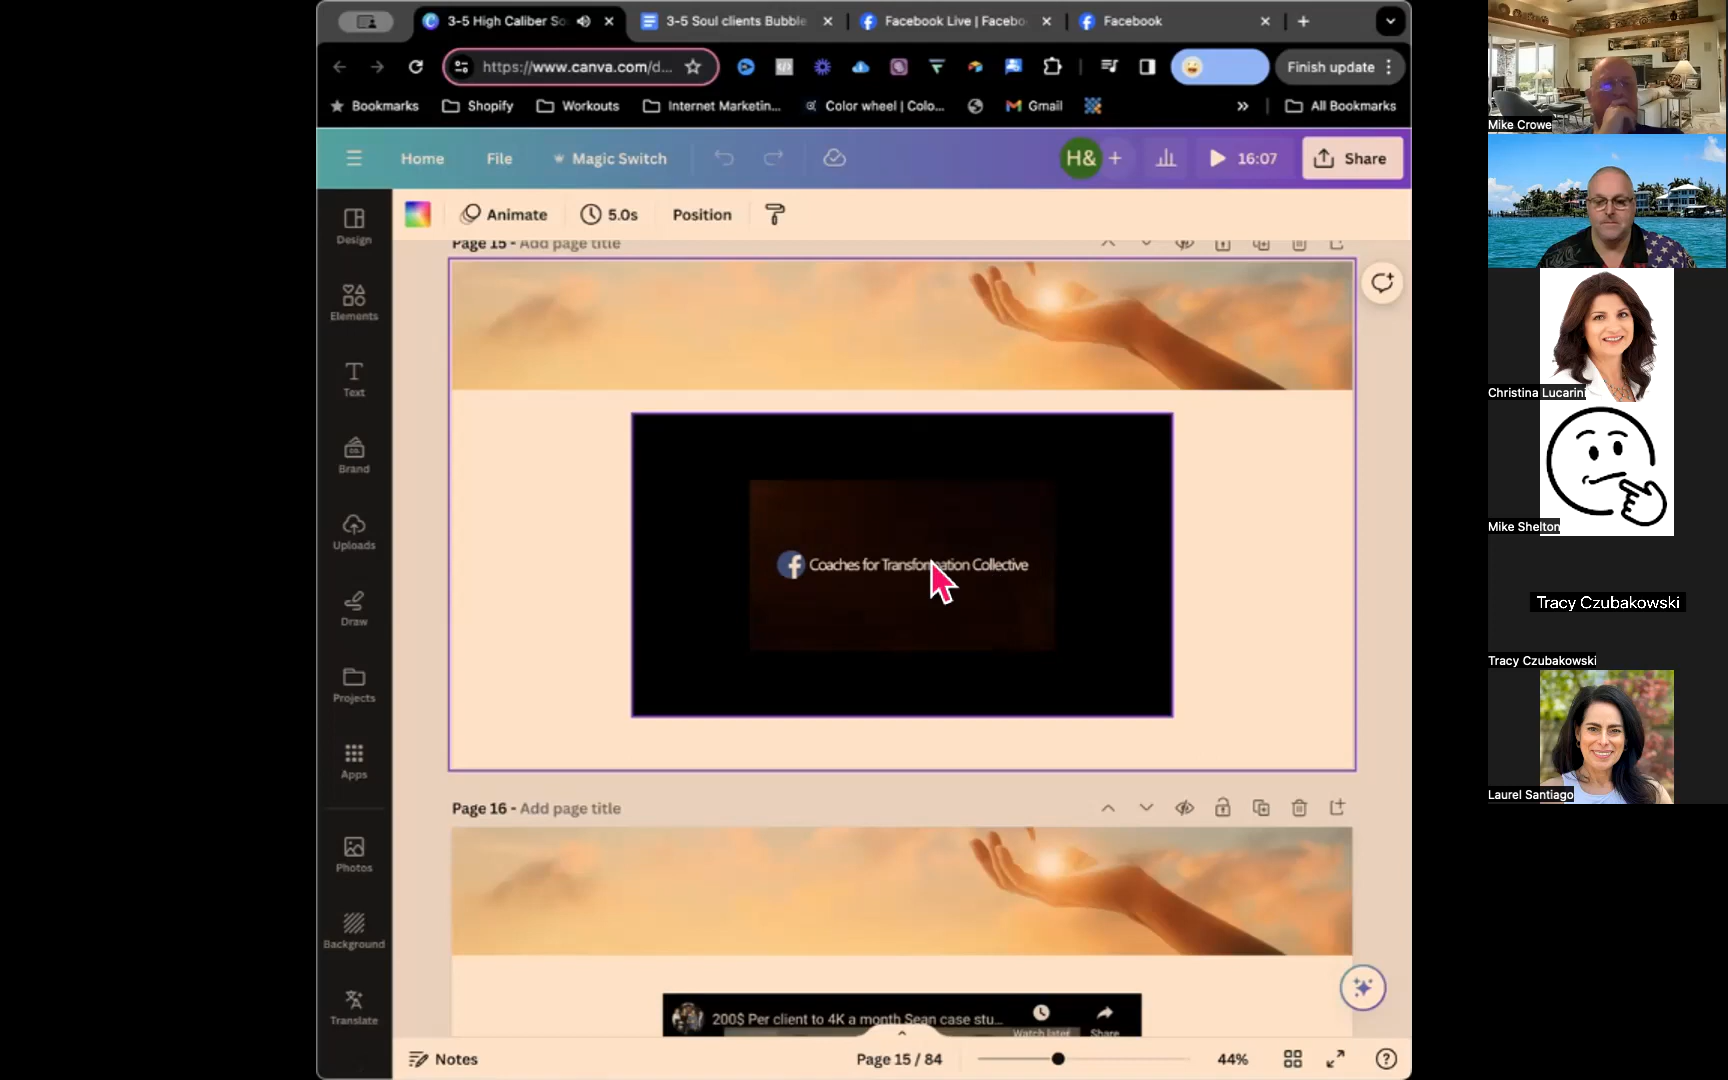 3-5 High Caliber So
3-5 Soul clients Bubble
Facebook Live | Facebo
Facebook
https://www.canva.com/d...
Finish update
Bookmarks
Shopify
Workouts
Internet Marketin...
Color wheel | Colo...
Gmail
»
All Bookmarks
Home
File
Magic Switch
H&
16:07
Share
Animate
5.0s
Position
Design
Elements
Text
Brand
Uploads
Draw
Projects
Apps
Photos
Background
Translate
Page 15 - Add page title
Coaches for Transformation Collective
Page 16 - Add page title
200$ Per client to 4K a month Sean case stu...
Watch later
Share
Notes
Page 15 / 84
44%
Mike Crowe
Christina Lucarini
Mike Shelton
Tracy Czubakowski
Tracy Czubakowski
Laurel Santiago